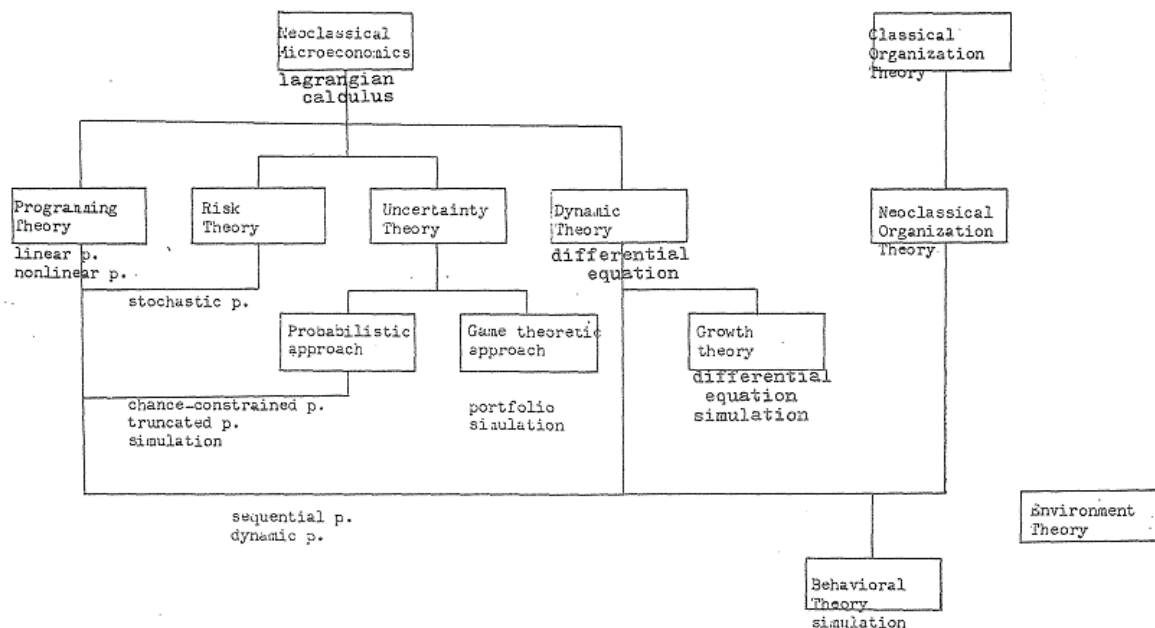 Neoclassical
Microeconomics
lagrangian
calculus
Classical
Organization
Theory
Programming
Theory
linear p.
nonlinear p.
Risk
Theory
Uncertainty
Theory
Dynamic
Theory
differential
equation
Neoclassical
Organization
Theory
stochastic p.
Probabilistic
approach
Game theoretic
approach
Growth
theory
differential
equation
simulation
chance-constrained p.
truncated p.
simulation
portfolio
simulation
sequential p.
dynamic p.
Environment
Theory
Behavioral
Theory
simulation